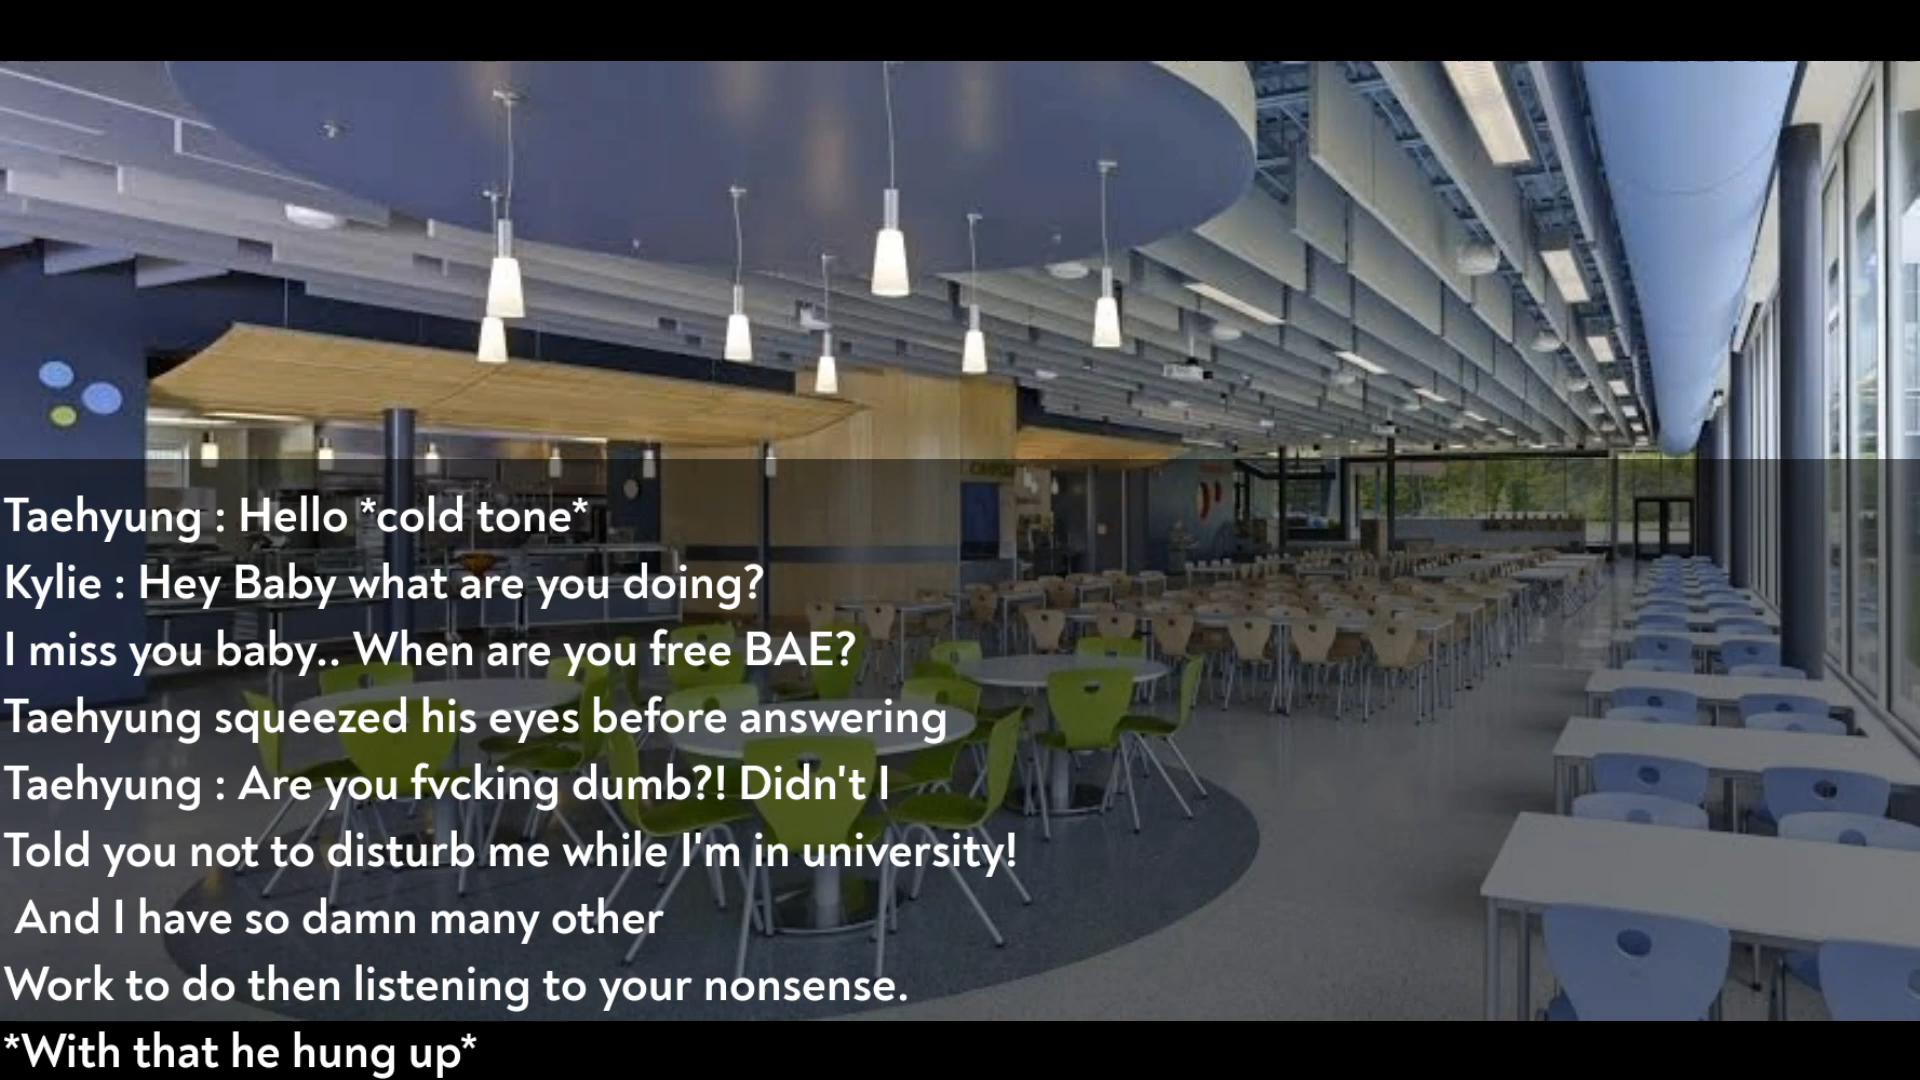 Taehyung : Hello *cold tone*
Kylie : Hey Baby what are you doing?
I miss you baby.. When are you free BAE?
Taehyung squeezed his eyes before answering
Taehyung : Are you fvcking dumb?! Didn't I
Told you not to disturb me while I'm in university!
And I have so damn many other
Work to do then listening to your nonsense.
*With that he hung up*